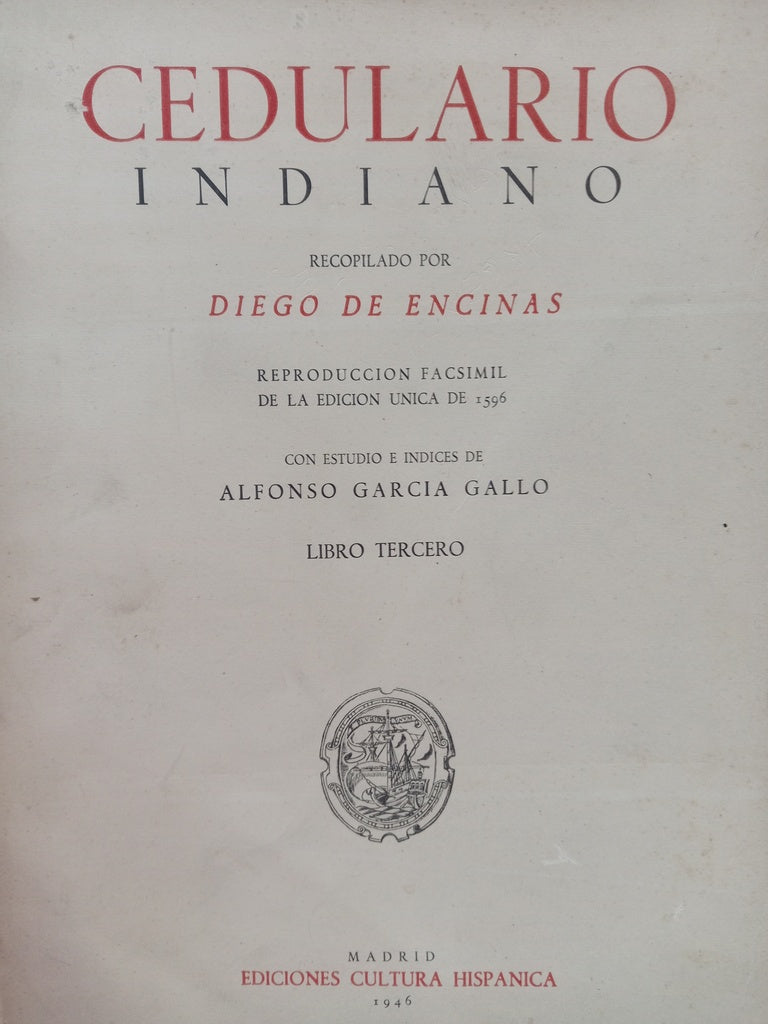 CEDULARIO
INDIANO
RECOPILADO POR
DIEGO DE ENCINAS
REPRODUCCION FACSIMIL
DE LA EDICION UNICA DE 1596
CON ESTUDIO E INDICES DE
ALFONSO GARCIA GALLO
LIBRO TERCERO
MADRID
EDICIONES CULTURA HISPANICA
1946